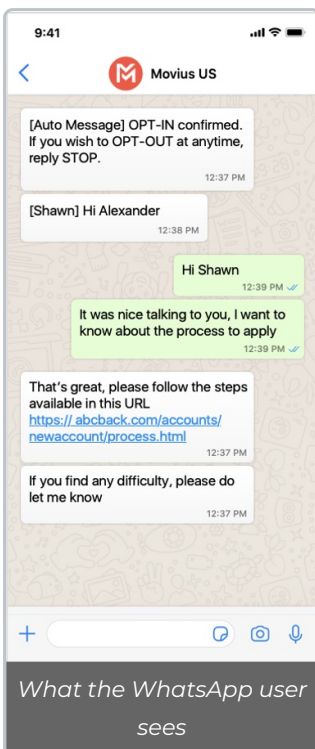 9:41
Movius US
[Auto Message] OPT-IN confirmed.
If you wish to OPT-OUT at anytime,
reply STOP.
12:37 PM
[Shawn] Hi Alexander
12:38 PM
Hi Shawn
12:39 PM
It was nice talking to you, I want to
know about the process to apply
12:39 PM
That's great, please follow the steps
available in this URL
https:// abcback.com/accounts/
newaccount/process.html
12:37 PM
If you find any difficulty, please do
let me know
12:37 PM
What the WhatsApp user
sees